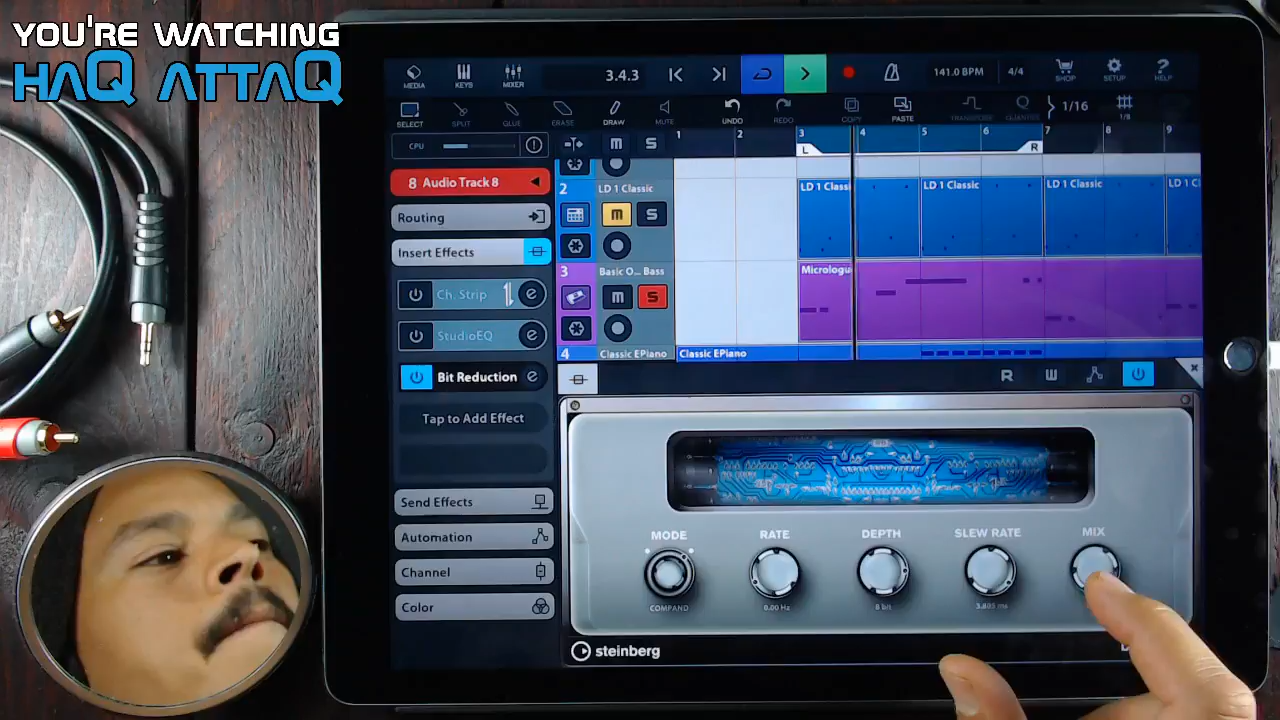 YOU'RE WATCHING
HAQ ATTAQ
MEDIA
KEYS
MIXER
3.4.3
141.0 BPM
4/4
SHOP
SETUP
HELP
SELECT
SPLIT
GLUE
ERASE
DRAW
MUTE
UNDO
REDO
COPY
PASTE
TRANSPOSE
QUANTIZE
1/16
1/8
CPU
M
S
1
2
3
4
5
6
7
8
9
L
R
8 Audio Track 8
Routing
Insert Effects
Ch. Strip
e
StudioEQ
e
Bit Reduction
e
Tap to Add Effect
Send Effects
Automation
Channel
Color
2
LD 1 Classic
M
S
LD 1 Classi
LD 1 Classic
LD 1 Classic
LD 1 C
3
Basic O... Bass
M
S
Micrologu
4
Classic EPiano
Classic EPiano
R
W
MODE
COMPAND
RATE
0.00 Hz
DEPTH
8 bit
SLEW RATE
MIX
steinberg